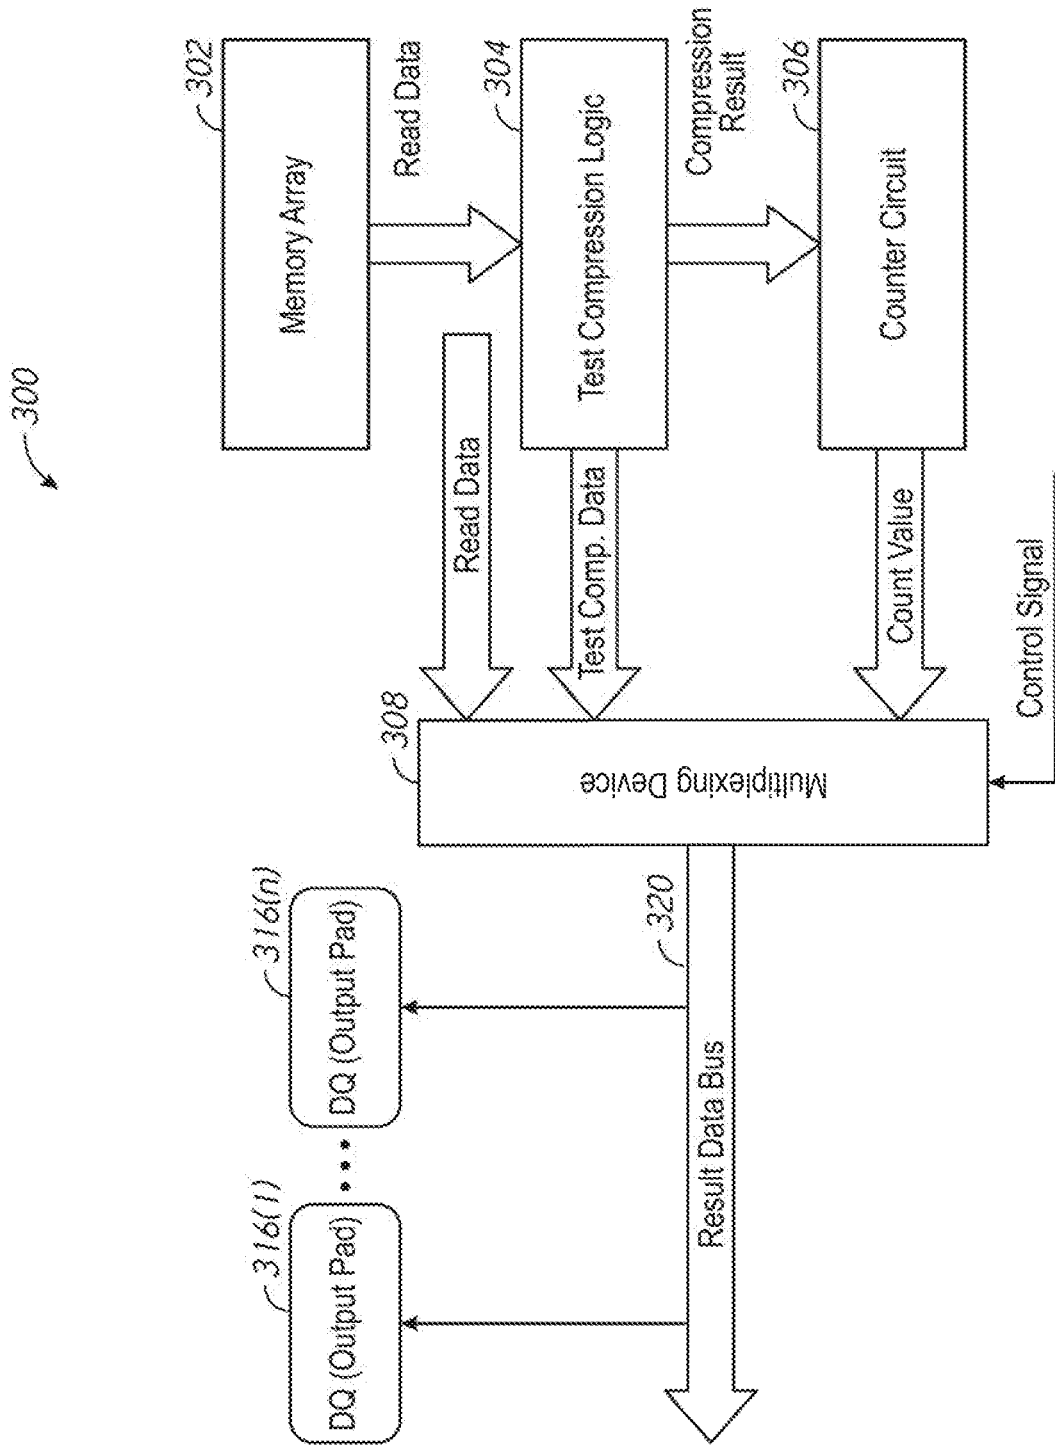 300
302
Memory Array
Read Data
304
Test Compression Logic
Compression
Result
306
Counter Circuit
Read Data
Test Comp. Data
Count Value
Control Signal
308
Multiplexing Device
320
Result Data Bus
316(1)
DQ (Output Pad)
316(n)
DQ (Output Pad)